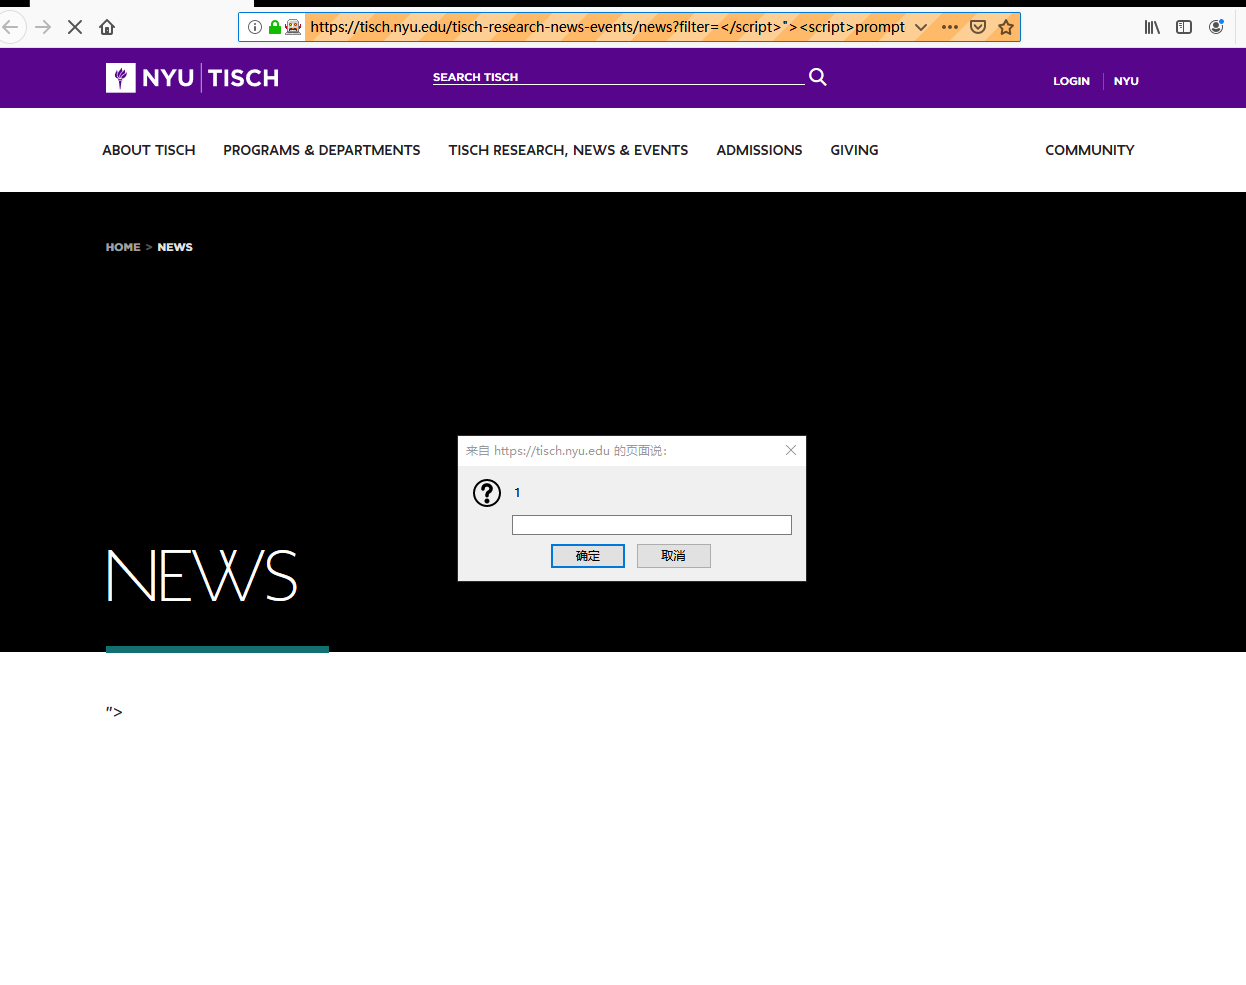 https://tisch.nyu.edu/tisch-research-news-events/news?filter=</script>"><script>prompt
NYU TISCH
SEARCH TISCH
LOGIN NYU
ABOUT TISCH PROGRAMS & DEPARTMENTS TISCH RESEARCH, NEWS & EVENTS ADMISSIONS GIVING COMMUNITY
HOME > NEWS
来自 https://tisch.nyu.edu 的页面说：
1
确定 取消
NEWS
">